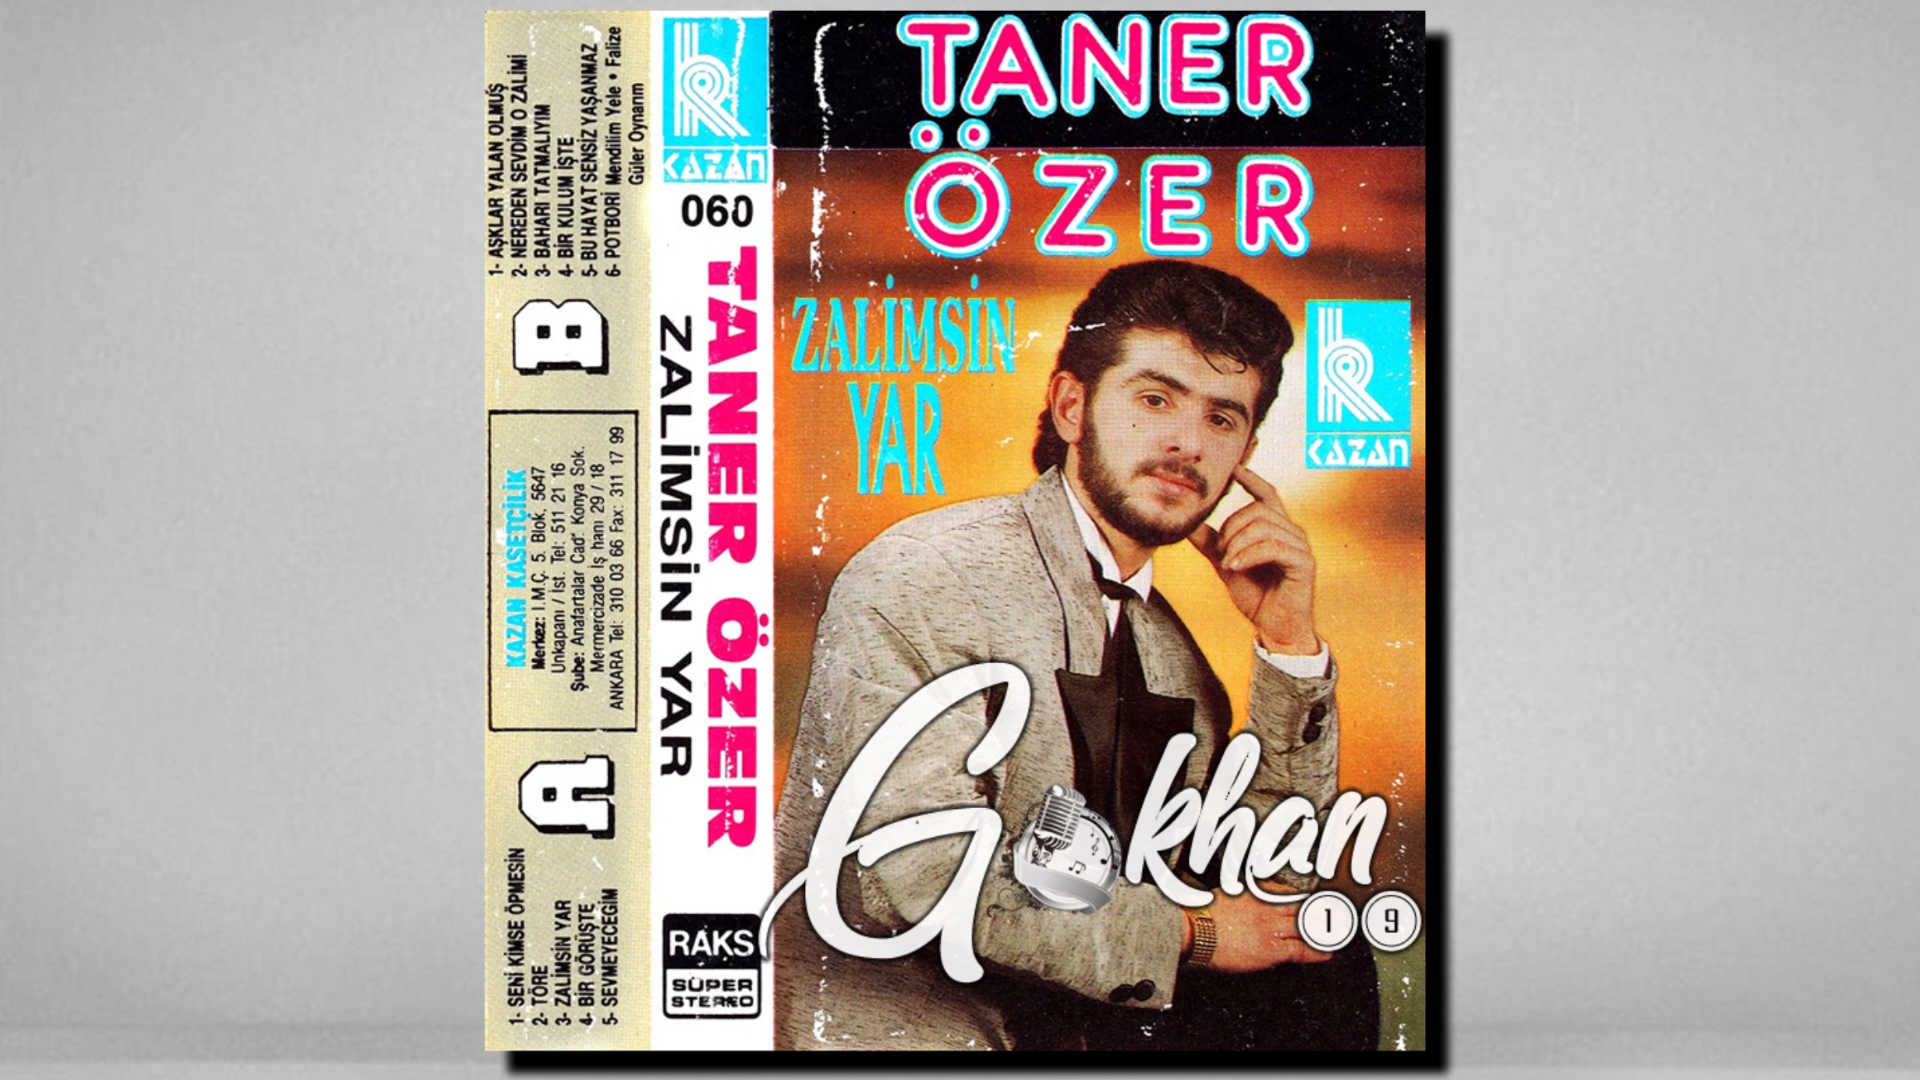 1- AŞKLAR YALAN OLMUŞ
2- NEREDEN SEVDİM O ZALİMİ
3- BAHARI TATMALIYIM
4- BİR KULUM İŞTE
5- BU HAYAT SENSİZ YAŞANMAZ
6- POTBORİ Mendilim Yele • Falize
Güler Oynarım
B
KAZAN KASETÇİLİK
Merkez: İ.M.Ç. 5. Blok, 5647
Unkapanı / İst. Tel: 511 21 16
Şube: Anafartalar Cad. Konya Sok.
Mermercizade İş hanı 29 / 18
ANKARA Tel: 310 03 66 Fax: 311 17 99
A
1- SENİ KİMSE ÖPMESİN
2- TÖRE
3- ZALİMSİN YAR
4- BİR GÖRÜŞTE
5- SEVMEYECEĞİM
KAZAN
060
TANER ÖZER
ZALİMSİN YAR
RAKS
SÜPER
STEREO
TANER
ÖZER
ZALİMSİN
YAR
KAZAN
Gokhan
19